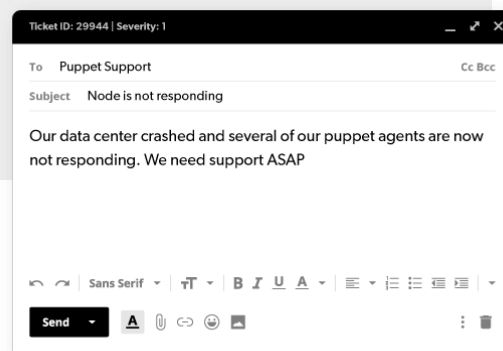 Ticket ID: 29944 | Severity: 1
To Puppet Support Cc Bcc
Subject Node is not responding
Our data center crashed and several of our puppet agents are now
not responding. We need support ASAP
Sans Serif TT B I U A
Send A